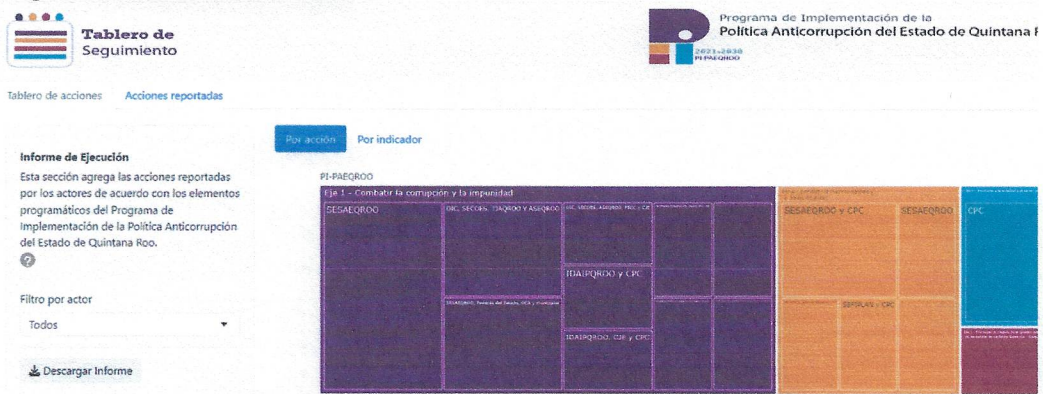 Tablero de
Seguimiento
Programa de Implementación de la
Política Anticorrupción del Estado de Quintana
2021-2030
PI-PAEQROO
Tablero de acciones
Acciones reportadas
Informe de Ejecución
Esta sección agrega las acciones reportadas
por los actores de acuerdo con los elementos
programáticos del Programa de
Implementación de la Política Anticorrupción
del Estado de Quintana Roo.
?
Filtro por actor
Todos
Descargar Informe
Por acción
Por indicador
PI-PAEQROO
Eje 1 - Combatir la corrupción y la impunidad
SESAEQROO
OIC, SECOES, TJAQROO Y ASEQROO
IDAIPQROO y CPC
IDAIPQROO, CJE y CPC
SESAEQROO y CPC
SESAEQROO
SEFIPLAN y CPC
CPC